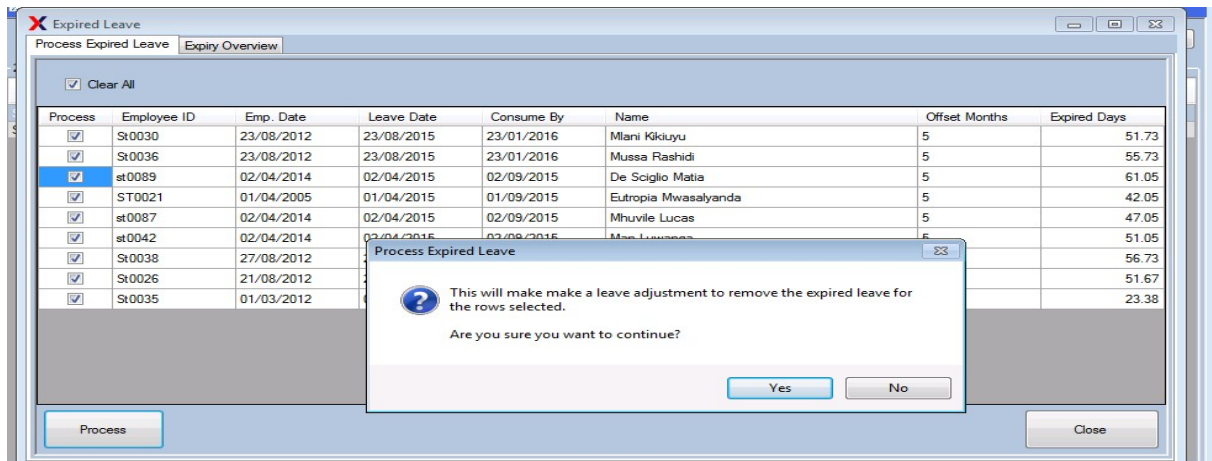 Expired Leave
Process Expired Leave Expiry Overview
Clear All
Process Employee ID Emp. Date Leave Date Consume By Name Offset Months Expired Days
St0030 23/08/2012 23/08/2015 23/01/2016 Mlani Kikiuyu 5 51.73
St0036 23/08/2012 23/08/2015 23/01/2016 Mussa Rashidi 5 55.73
st0089 02/04/2014 02/04/2015 02/09/2015 De Sciglio Matia 5 61.05
ST0021 01/04/2005 01/04/2015 01/09/2015 Eutropia Mwasalyanda 5 42.05
st0087 02/04/2014 02/04/2015 02/09/2015 Mhuvile Lucas 5 47.05
st0042 02/04/2014 02/04/2015 02/09/2015 51.05
St0038 27/08/2012 56.73
St0026 21/08/2012 51.67
St0035 01/03/2012 23.38
Process Expired Leave
This will make make a leave adjustment to remove the expired leave for
the rows selected.
Are you sure you want to continue?
Yes No
Process Close